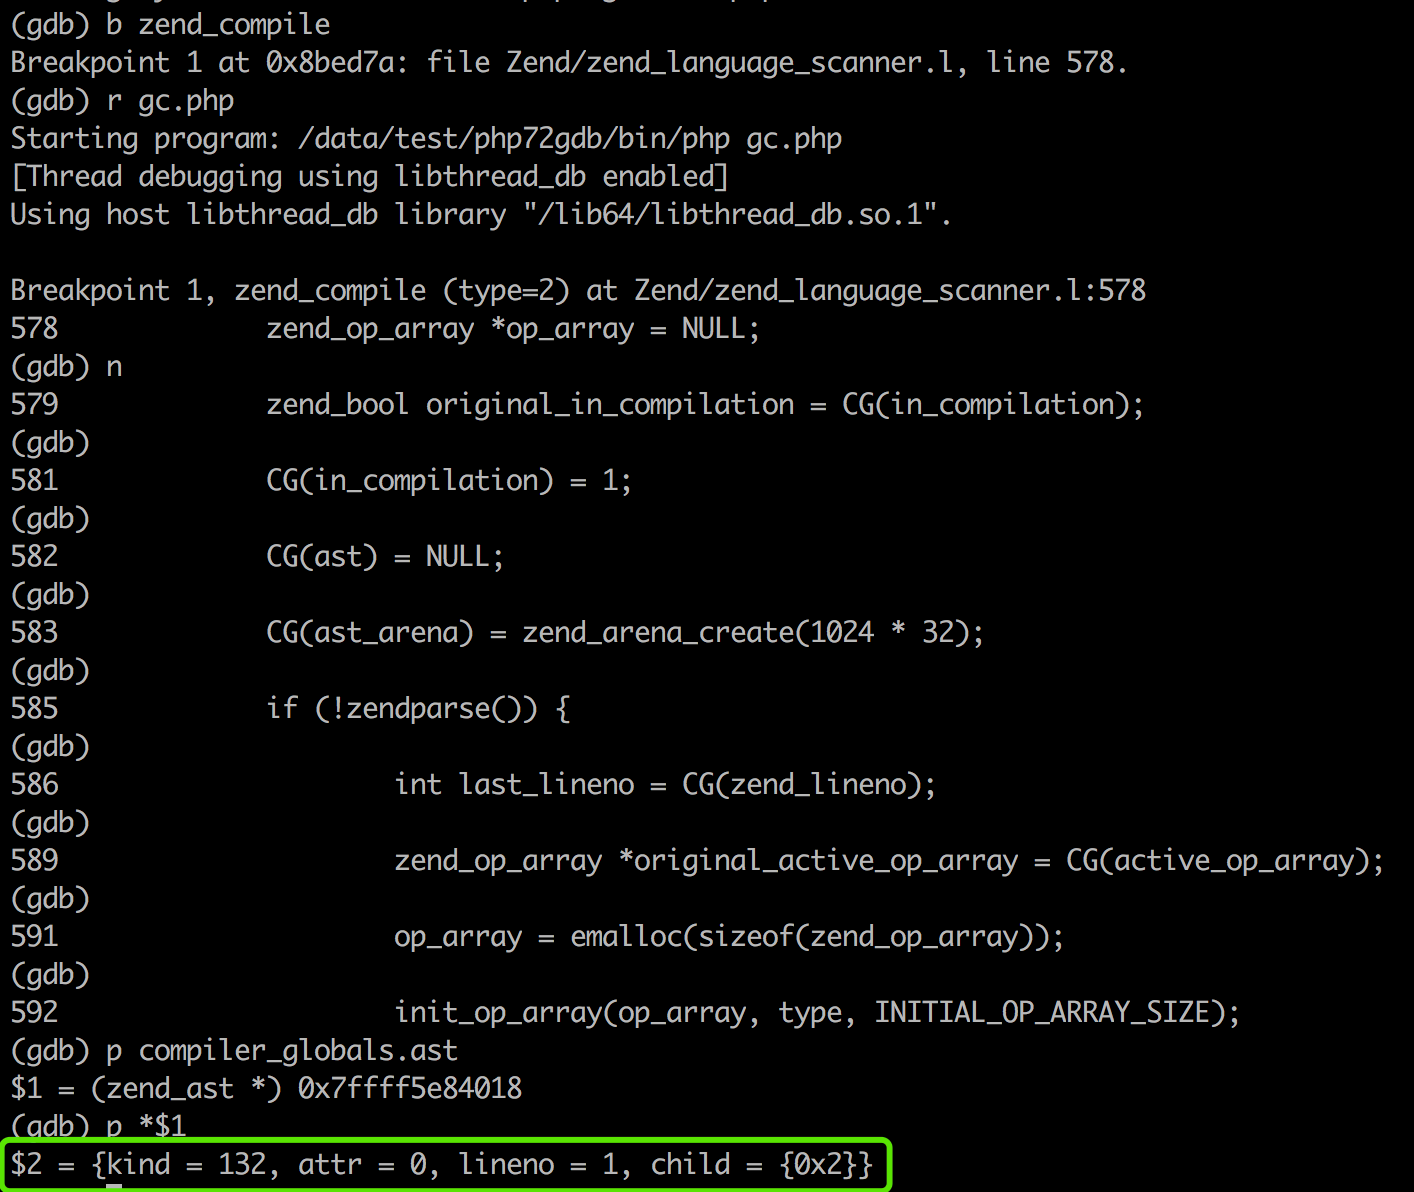 (gdb) b zend_compile
Breakpoint 1 at 0x8bed7a: file Zend/zend_language_scanner.l, line 578.
(gdb) r gc.php
Starting program: /data/test/php72gdb/bin/php gc.php
[Thread debugging using libthread_db enabled]
Using host libthread_db library "/lib64/libthread_db.so.1".

Breakpoint 1, zend_compile (type=2) at Zend/zend_language_scanner.l:578
578             zend_op_array *op_array = NULL;
(gdb) n
579             zend_bool original_in_compilation = CG(in_compilation);
(gdb)
581             CG(in_compilation) = 1;
(gdb)
582             CG(ast) = NULL;
(gdb)
583             CG(ast_arena) = zend_arena_create(1024 * 32);
(gdb)
585             if (!zendparse()) {
(gdb)
586                     int last_lineno = CG(zend_lineno);
(gdb)
589                     zend_op_array *original_active_op_array = CG(active_op_array);
(gdb)
591                     op_array = emalloc(sizeof(zend_op_array));
(gdb)
592                     init_op_array(op_array, type, INITIAL_OP_ARRAY_SIZE);
(gdb) p compiler_globals.ast
$1 = (zend_ast *) 0x7ffff5e84018
(gdb) p *$1
$2 = {kind = 132, attr = 0, lineno = 1, child = {0x2}}